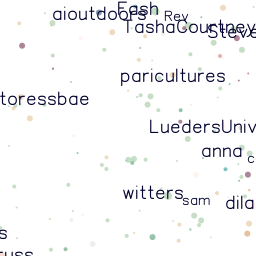 Fash
aioutdoors Rev
TashaCourtney
Steve
paricultures
toressbae
LuedersUniv
anna
c
witters
sam
dila
s
russ